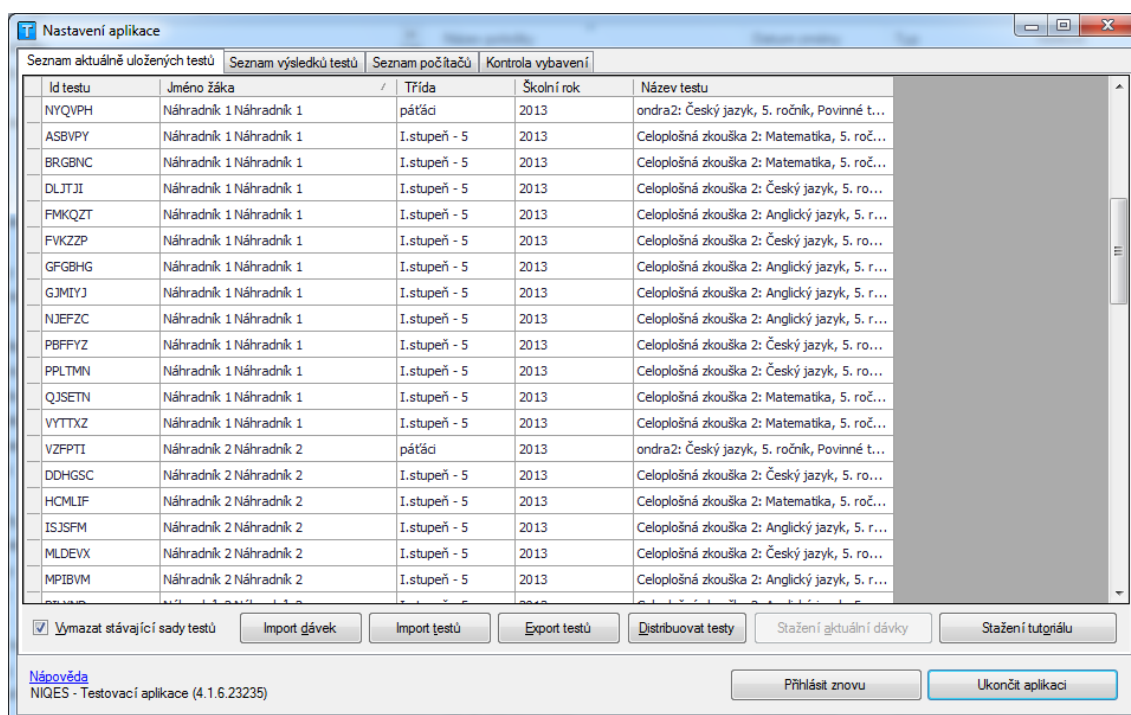 Nastavení aplikace
Seznam aktuálně uložených testů Seznam výsledků testů Seznam počítačů Kontrola vybavení
Id testu Jméno žáka Třída Školní rok Název testu
NYQVPH Náhradník 1 Náhradník 1 páťáci 2013 ondra2: Český jazyk, 5. ročník, Povinné t...
ASBVPY Náhradník 1 Náhradník 1 I.stupeň - 5 2013 Celoplošná zkouška 2: Matematika, 5. roč...
BRGBNC Náhradník 1 Náhradník 1 I.stupeň - 5 2013 Celoplošná zkouška 2: Matematika, 5. roč...
DLJTJI Náhradník 1 Náhradník 1 I.stupeň - 5 2013 Celoplošná zkouška 2: Český jazyk, 5. ro...
FMKQZT Náhradník 1 Náhradník 1 I.stupeň - 5 2013 Celoplošná zkouška 2: Anglický jazyk, 5. r...
FVKZZP Náhradník 1 Náhradník 1 I.stupeň - 5 2013 Celoplošná zkouška 2: Český jazyk, 5. ro...
GFGBHG Náhradník 1 Náhradník 1 I.stupeň - 5 2013 Celoplošná zkouška 2: Anglický jazyk, 5. r...
GJMIYJ Náhradník 1 Náhradník 1 I.stupeň - 5 2013 Celoplošná zkouška 2: Anglický jazyk, 5. r...
NJEFZC Náhradník 1 Náhradník 1 I.stupeň - 5 2013 Celoplošná zkouška 2: Anglický jazyk, 5. r...
PBFFYZ Náhradník 1 Náhradník 1 I.stupeň - 5 2013 Celoplošná zkouška 2: Český jazyk, 5. ro...
PPLTMN Náhradník 1 Náhradník 1 I.stupeň - 5 2013 Celoplošná zkouška 2: Český jazyk, 5. ro...
QJSETN Náhradník 1 Náhradník 1 I.stupeň - 5 2013 Celoplošná zkouška 2: Matematika, 5. roč...
VYTTXZ Náhradník 1 Náhradník 1 I.stupeň - 5 2013 Celoplošná zkouška 2: Matematika, 5. roč...
VZFPTI Náhradník 2 Náhradník 2 páťáci 2013 ondra2: Český jazyk, 5. ročník, Povinné t...
DDHGSC Náhradník 2 Náhradník 2 I.stupeň - 5 2013 Celoplošná zkouška 2: Český jazyk, 5. ro...
HCMLIF Náhradník 2 Náhradník 2 I.stupeň - 5 2013 Celoplošná zkouška 2: Matematika, 5. roč...
ISJSFM Náhradník 2 Náhradník 2 I.stupeň - 5 2013 Celoplošná zkouška 2: Anglický jazyk, 5. r...
MLDEVX Náhradník 2 Náhradník 2 I.stupeň - 5 2013 Celoplošná zkouška 2: Český jazyk, 5. ro...
MPIBVM Náhradník 2 Náhradník 2 I.stupeň - 5 2013 Celoplošná zkouška 2: Anglický jazyk, 5. r...
Vymazat stávající sady testů Import dávek Import testů Export testů Distribuovat testy Stažení aktuální dávky Stažení tutoriálu
Nápověda
NIQES - Testovací aplikace (4.1.6.23235) Přihlásit znovu Ukončit aplikaci